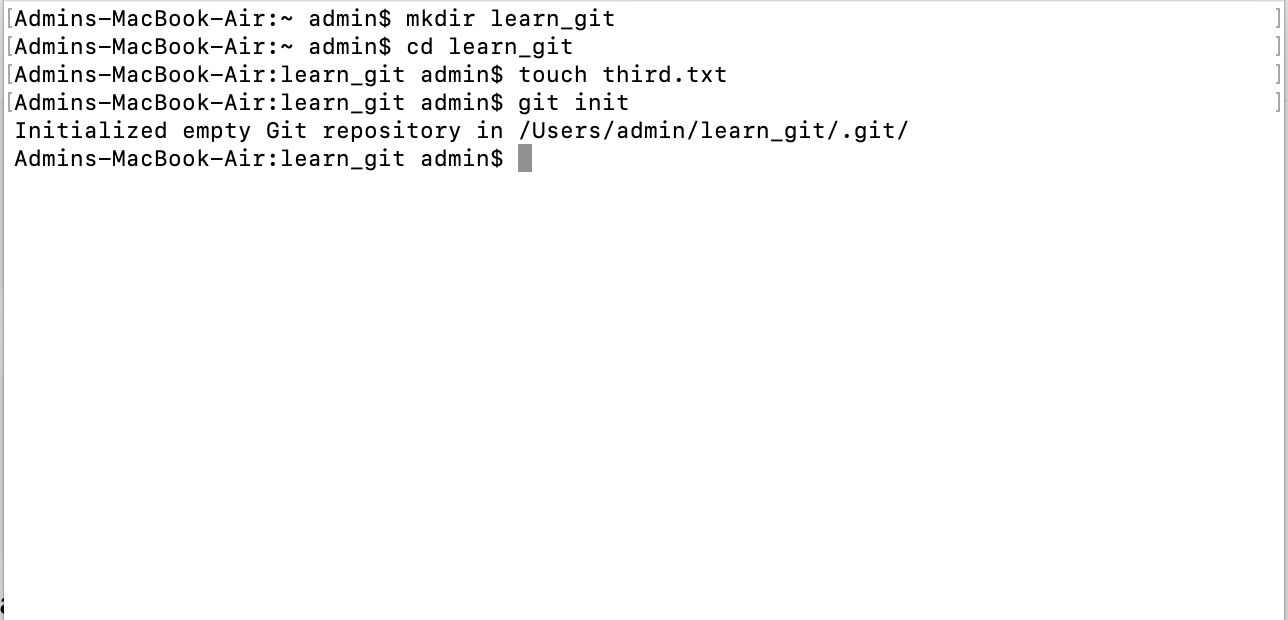 [Admins-MacBook-Air:~ admin$ mkdir learn_git ]
[Admins-MacBook-Air:~ admin$ cd learn_git ]
[Admins-MacBook-Air:learn_git admin$ touch third.txt ]
[Admins-MacBook-Air:learn_git admin$ git init ]
Initialized empty Git repository in /Users/admin/learn_git/.git/
Admins-MacBook-Air:learn_git admin$